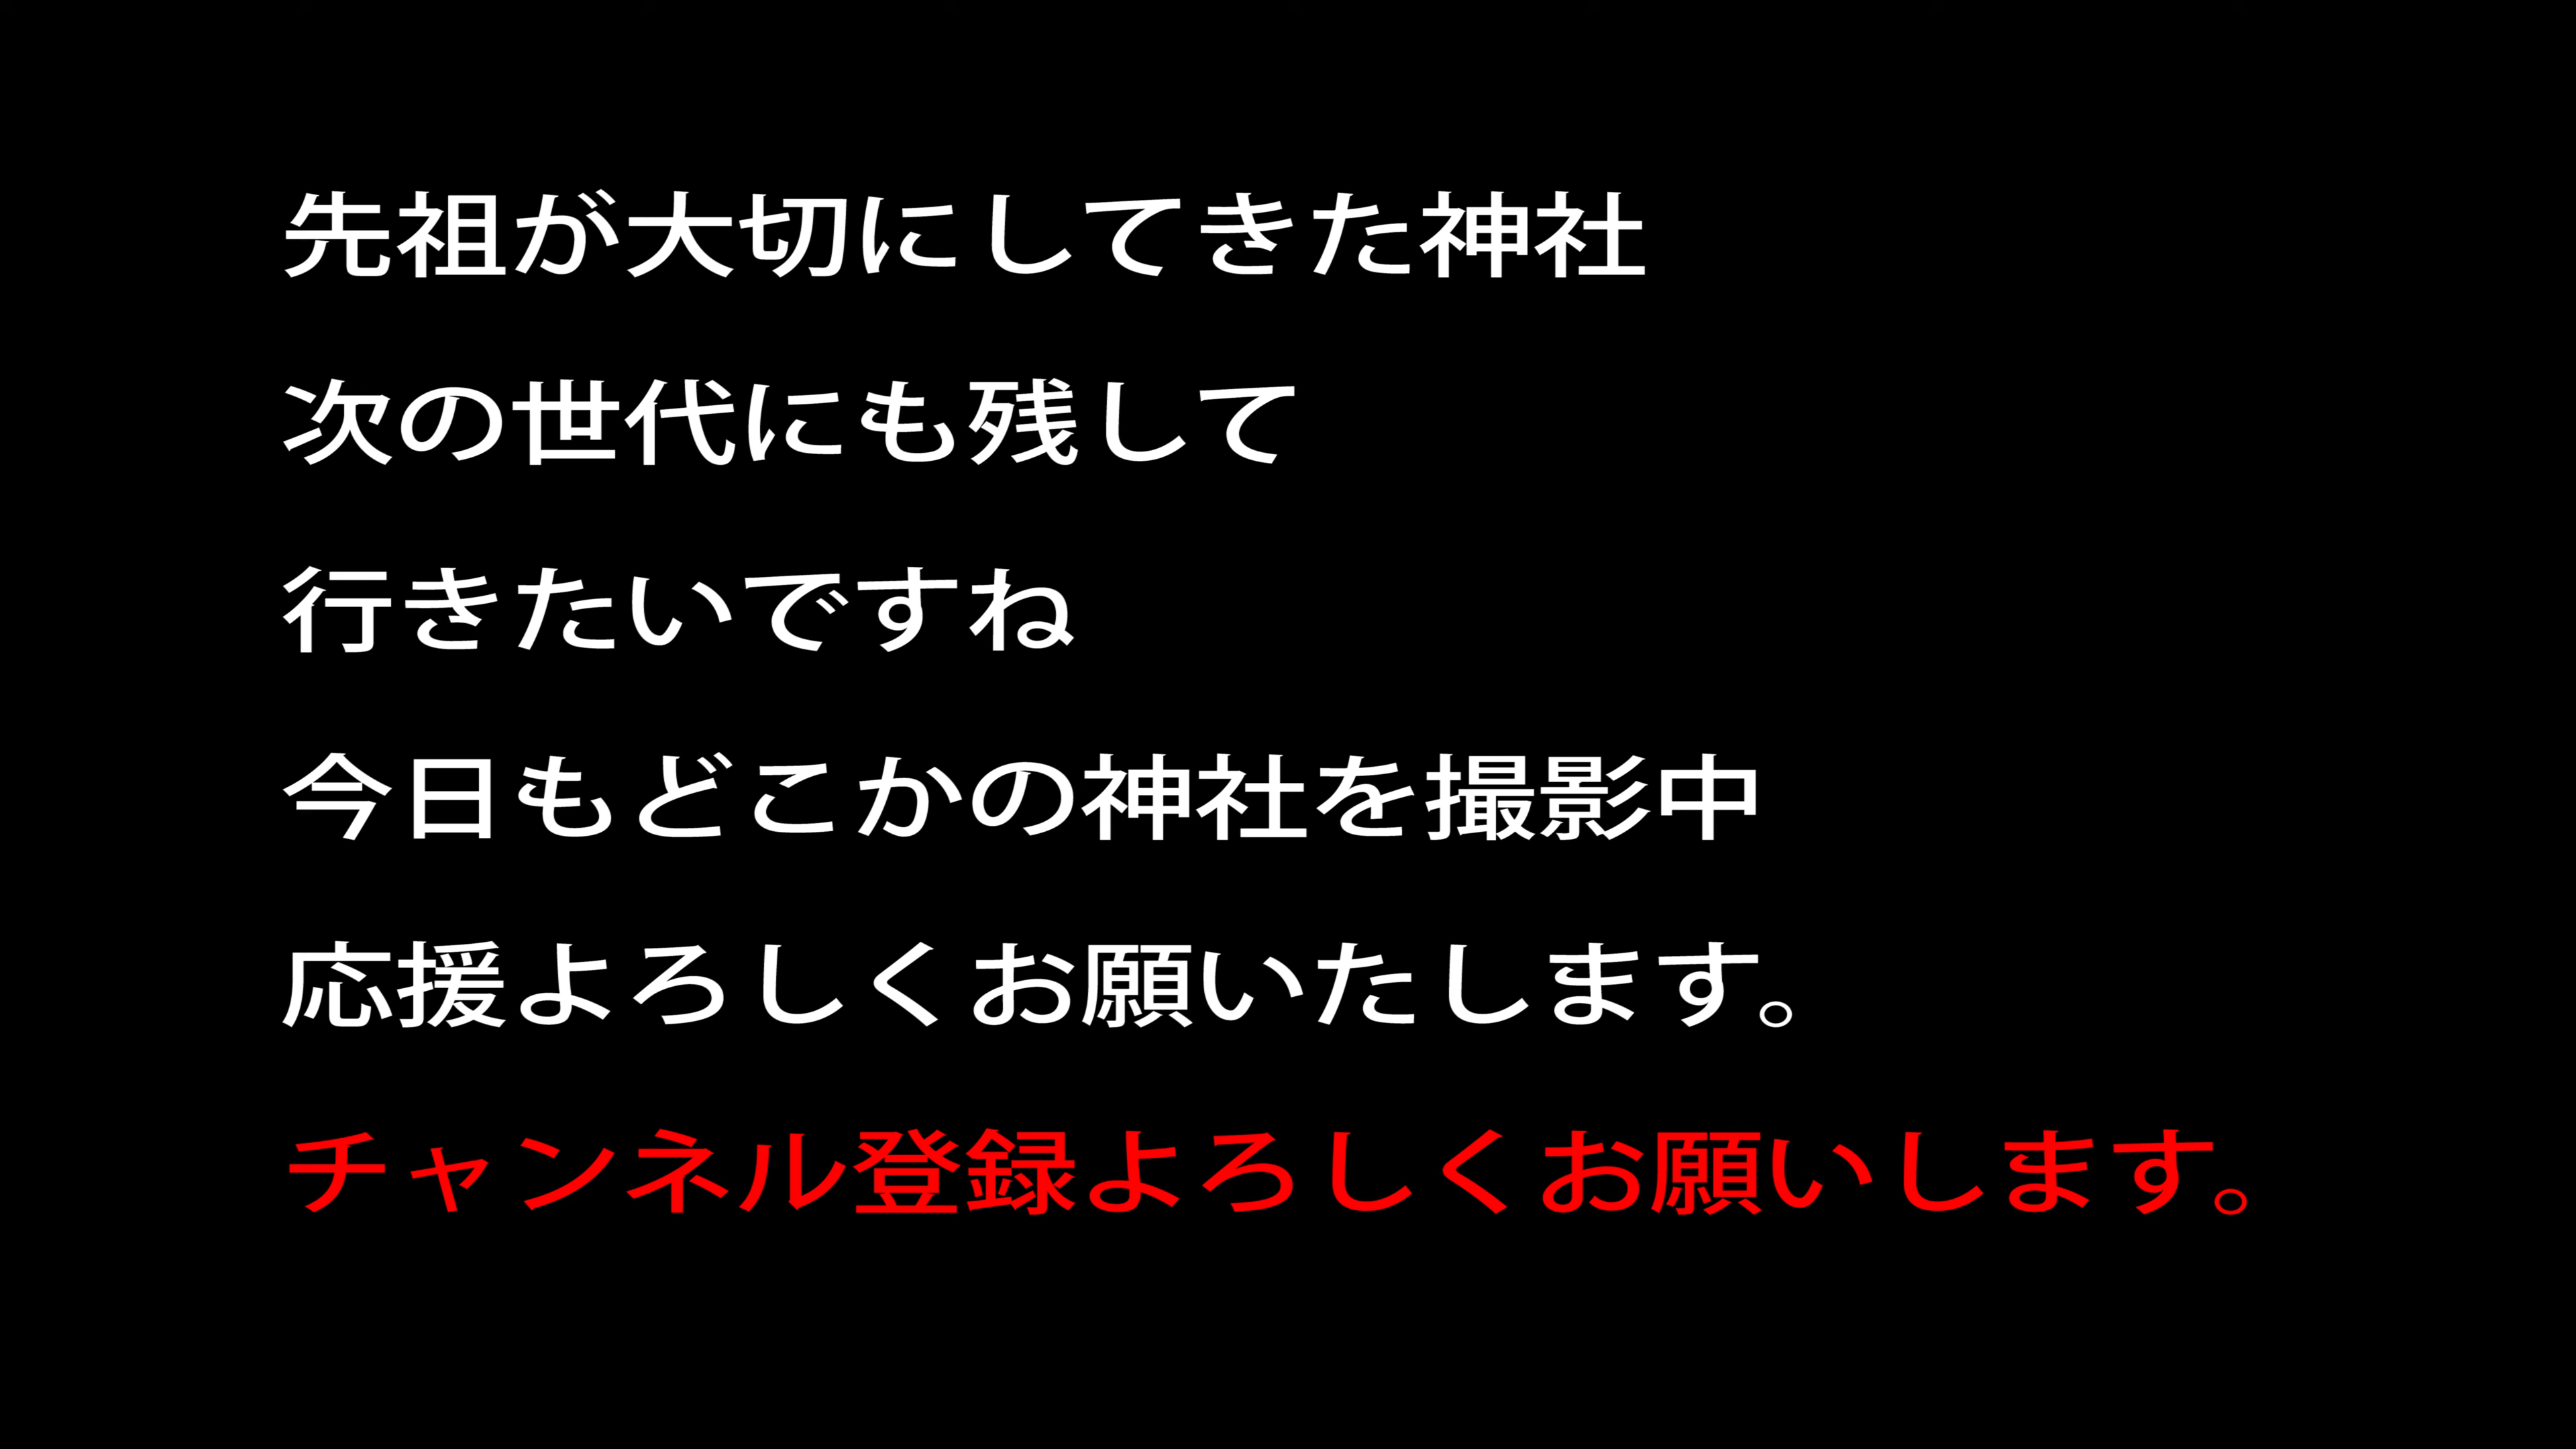 先祖が大切にしてきた神社
次の世代にも残して
行きたいですね
今日もどこかの神社を撮影中
応援よろしくお願いたします。
チャンネル登録よろしくお願いします。